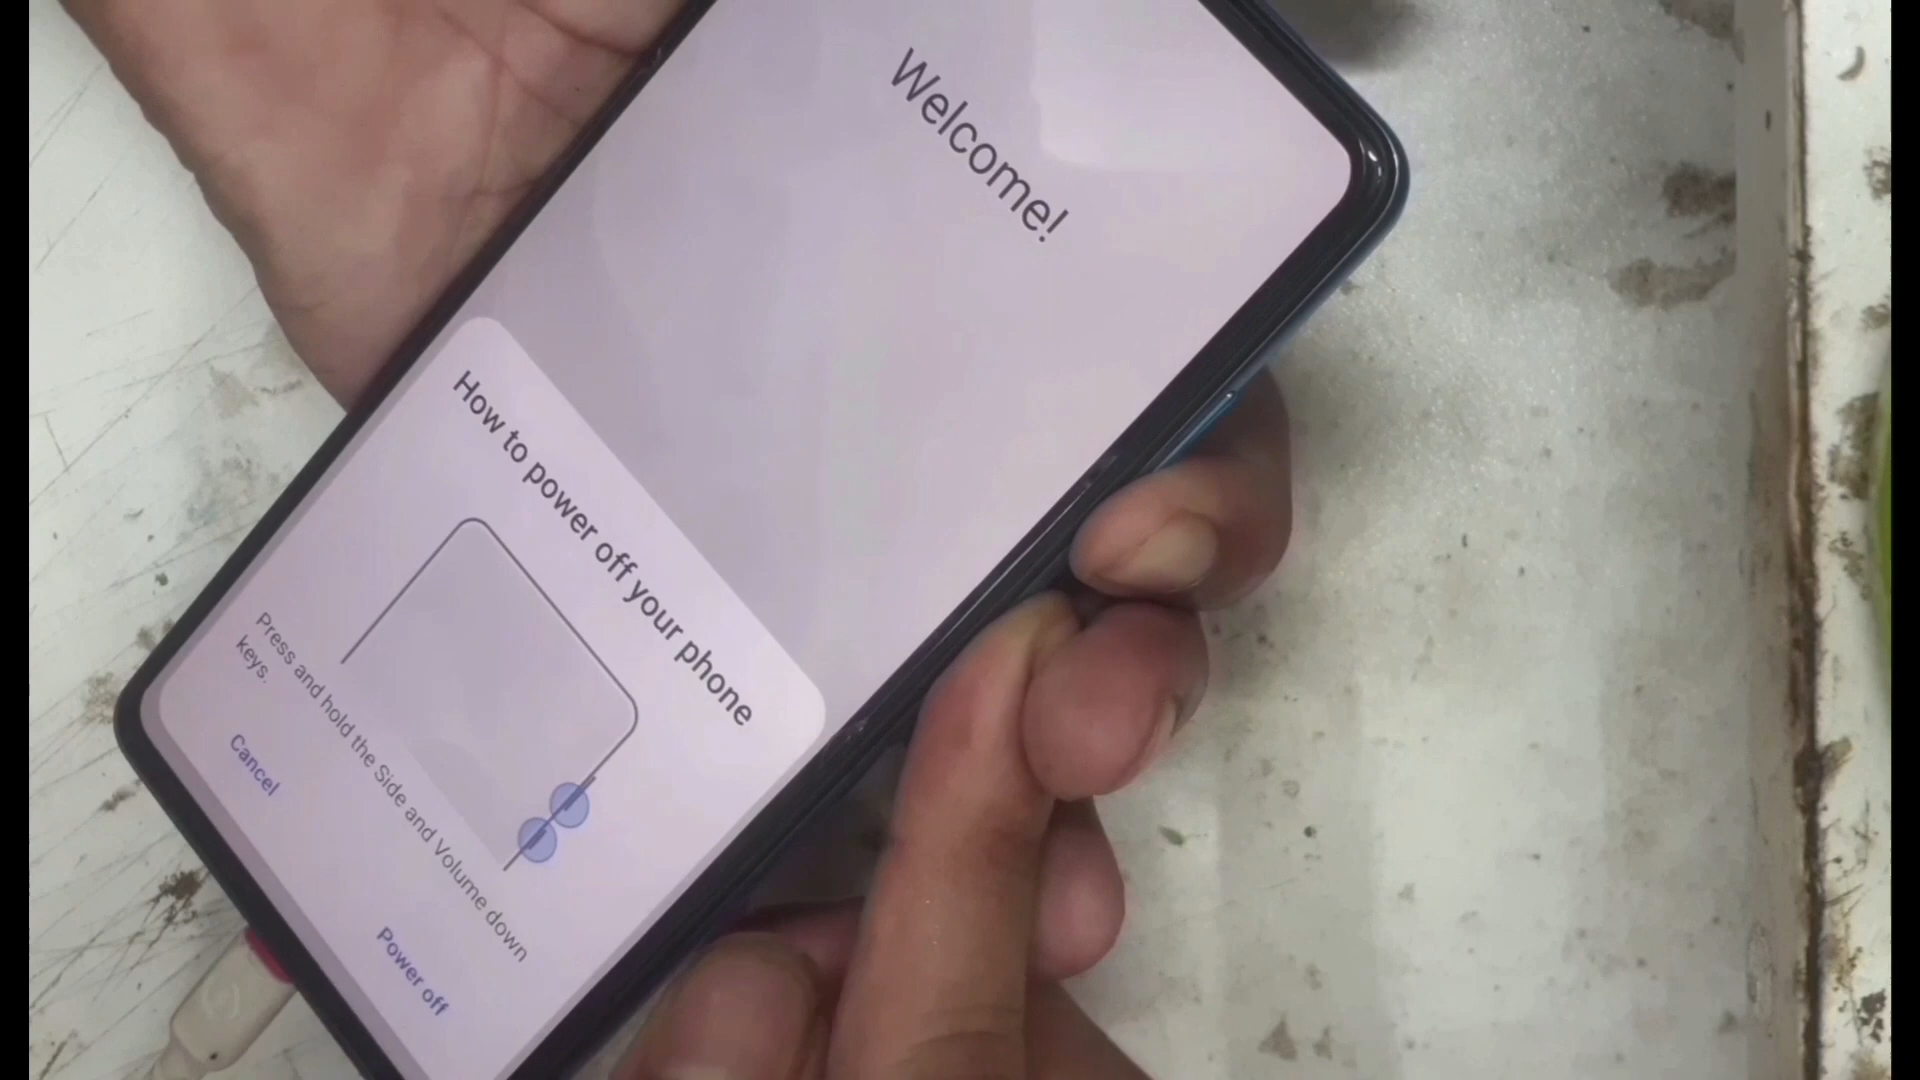 Welcome!
How to power off your phone
Press and hold the Side and Volume down
keys.
Cancel
Power off